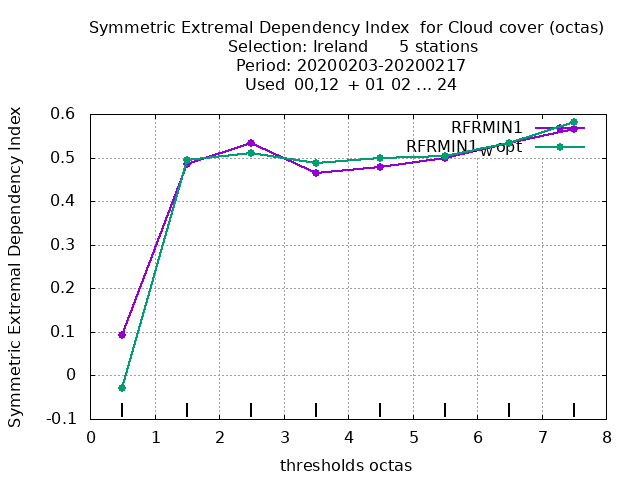 Symmetric Extremal Dependency Index for Cloud cover (octas)
Selection: Ireland 5 stations
Period: 20200203-20200217
Used 00,12 + 01 02 ... 24
Symmetric Extremal Dependency Index
0.6
0.5
0.4
0.3
0.2
0.1
0
-0.1
RFRMIN1
RFRMIN1_w opt
0 1 2 3 4 5 6 7 8
thresholds octas